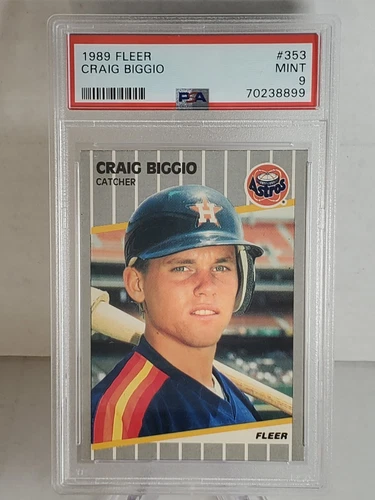 1989 FLEER #353
CRAIG BIGGIO MINT
9
PSA 70238899
CRAIG BIGGIO
CATCHER
Astros
H
FLEER